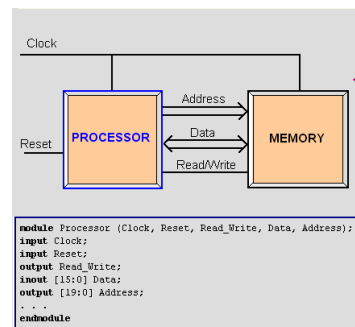 Clock
Address
Data
Reset
PROCESSOR
MEMORY
Read/Write
module Processor (Clock, Reset, Read_Write, Data, Address);
input Clock;
input Reset;
output Read_Write;
inout [15:0] Data;
output [19:0] Address;
. . .
endmodule